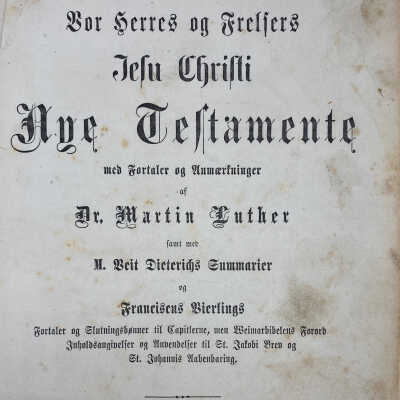 Vor Herres og Frelsers
Jesu Christi
Nye Testamente
med Fortaler og Anmærkninger
af
Dr. Martin Luther
samt med
M. Veit Dieterichs Summarier
og
Franciscus Vierlings
Fortaler og Slutningsbønner til Capitlerne, men Weimarbibelens Forord
Inholdsangivelser og Anvendelser til St. Jakobi Brev og
St. Johannis Aabenbaring.